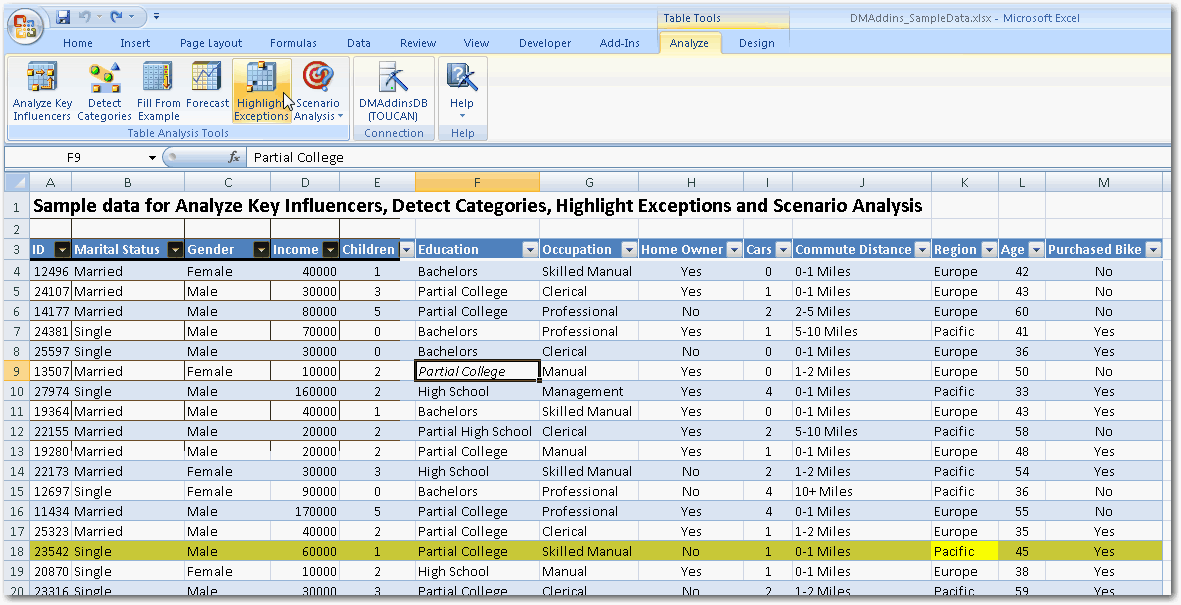 Table Tools DMAddins_SampleData.xlsx - Microsoft Excel
Home Insert Page Layout Formulas Data Review View Developer Add-Ins Analyze Design
Analyze Key Influencers Detect Categories Fill From Example Forecast Highlight Exceptions Scenario Analysis DMAddinsDB (TOUCAN) Help
Table Analysis Tools Connection Help
F9 fx Partial College
A B C D E F G H I J K L M
1 Sample data for Analyze Key Influencers, Detect Categories, Highlight Exceptions and Scenario Analysis
2
3 ID Marital Status Gender Income Children Education Occupation Home Owner Cars Commute Distance Region Age Purchased Bike
4 12496 Married Female 40000 1 Bachelors Skilled Manual Yes 0 0-1 Miles Europe 42 No
5 24107 Married Male 30000 3 Partial College Clerical Yes 1 0-1 Miles Europe 43 No
6 14177 Married Male 80000 5 Partial College Professional No 2 2-5 Miles Europe 60 No
7 24381 Single Male 70000 0 Bachelors Professional Yes 1 5-10 Miles Pacific 41 Yes
8 25597 Single Male 30000 0 Bachelors Clerical No 0 0-1 Miles Europe 36 Yes
9 13507 Married Female 10000 2 Partial College Manual Yes 0 1-2 Miles Europe 50 No
10 27974 Single Male 160000 2 High School Management Yes 4 0-1 Miles Pacific 33 Yes
11 19364 Married Male 40000 1 Bachelors Skilled Manual Yes 0 0-1 Miles Europe 43 Yes
12 22155 Married Male 20000 2 Partial High School Clerical Yes 2 5-10 Miles Pacific 58 No
13 19280 Married Male 20000 2 Partial College Manual Yes 1 0-1 Miles Europe 48 Yes
14 22173 Married Female 30000 3 High School Skilled Manual No 2 1-2 Miles Pacific 54 Yes
15 12697 Single Female 90000 0 Bachelors Professional No 4 10+ Miles Pacific 36 No
16 11434 Married Male 170000 5 Partial College Professional Yes 4 0-1 Miles Europe 55 No
17 25323 Married Male 40000 2 Partial College Clerical Yes 1 1-2 Miles Europe 35 Yes
18 23542 Single Male 60000 1 Partial College Skilled Manual No 1 0-1 Miles Pacific 45 Yes
19 20870 Single Female 10000 2 High School Manual Yes 1 0-1 Miles Europe 38 Yes
20 23316 Single Male 30000 3 Partial College Clerical No 2 1-2 Miles Pacific 59 Yes